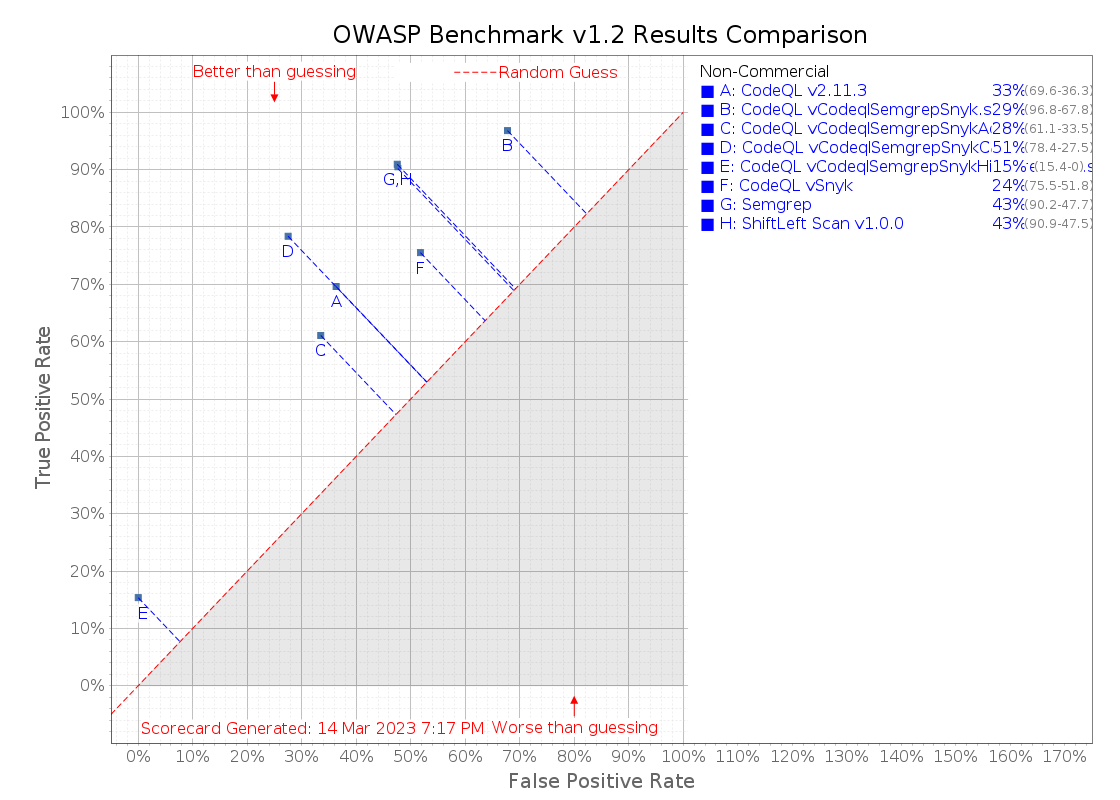 OWASP Benchmark v1.2 Results Comparison
Better than guessing
Random Guess
Non-Commercial
A: CodeQL v2.11.3 33% (69.6-36.3)
B: CodeQL vCodeqlSemgrepSnyk.s 29% (96.8-67.8)
C: CodeQL vCodeqlSemgrepSnykA 28% (61.1-33.5)
D: CodeQL vCodeqlSemgrepSnykC 51% (78.4-27.5)
E: CodeQL vCodeqlSemgrepSnykHi 15% (15.4-0)
F: CodeQL vSnyk 24% (75.5-51.8)
G: Semgrep 43% (90.2-47.7)
H: ShiftLeft Scan v1.0.0 43% (90.9-47.5)
100%
90%
80%
70%
60%
50%
40%
30%
20%
10%
0%
True Positive Rate
B
G,H
D
F
A
C
E
Scorecard Generated: 14 Mar 2023 7:17 PM
Worse than guessing
0% 10% 20% 30% 40% 50% 60% 70% 80% 90% 100% 110% 120% 130% 140% 150% 160% 170%
False Positive Rate